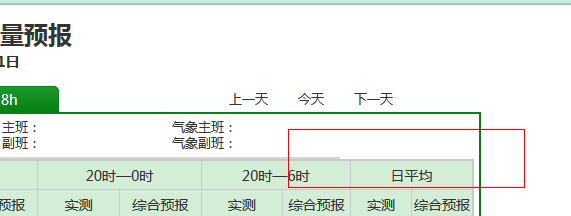 量预报
1日
8h
上一天 今天 下一天
主班： 气象主班：
副班： 气象副班：
20时—0时 20时—6时 日平均
预报 实测 综合预报 实测 综合预报 实测 综合预报